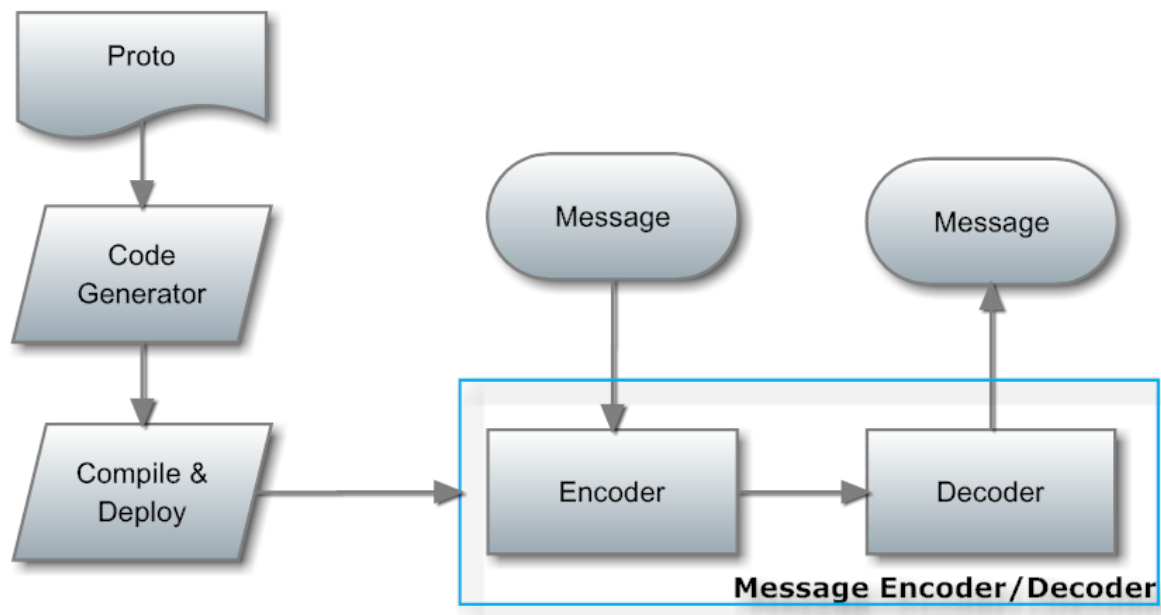 Proto
Code
Generator
Compile &
Deploy
Message
Message
Encoder
Decoder
Message Encoder/Decoder